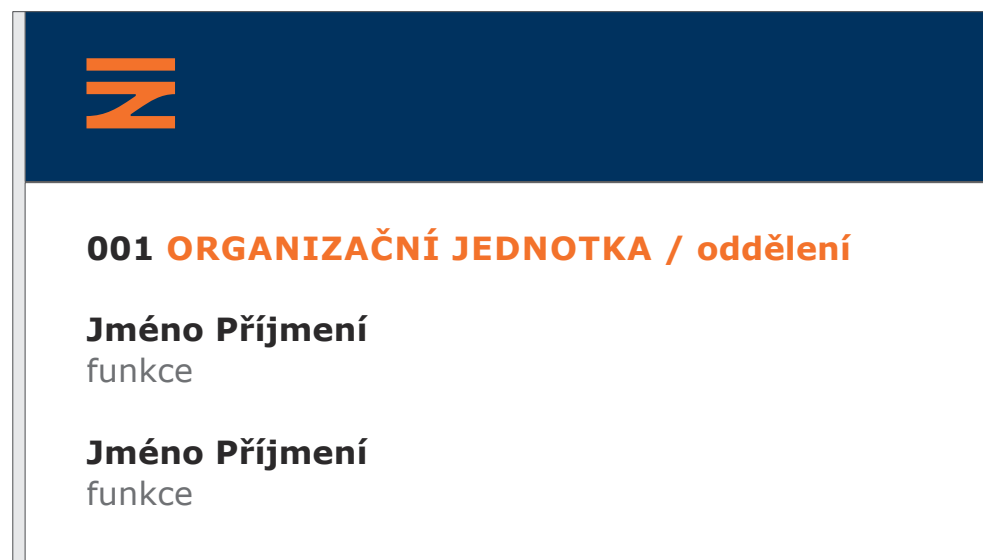 001 ORGANIZAČNÍ JEDNOTKA / oddělení
Jméno Příjmení
funkce
Jméno Příjmení
funkce